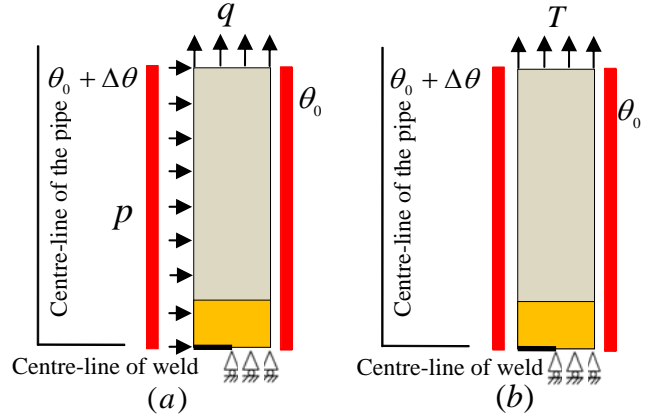 q
T
θ₀ + Δθ
θ₀
θ₀ + Δθ
θ₀
Centre-line of the pipe
p
Centre-line of the pipe
Centre-line of weld
Centre-line of weld
(a)
(b)